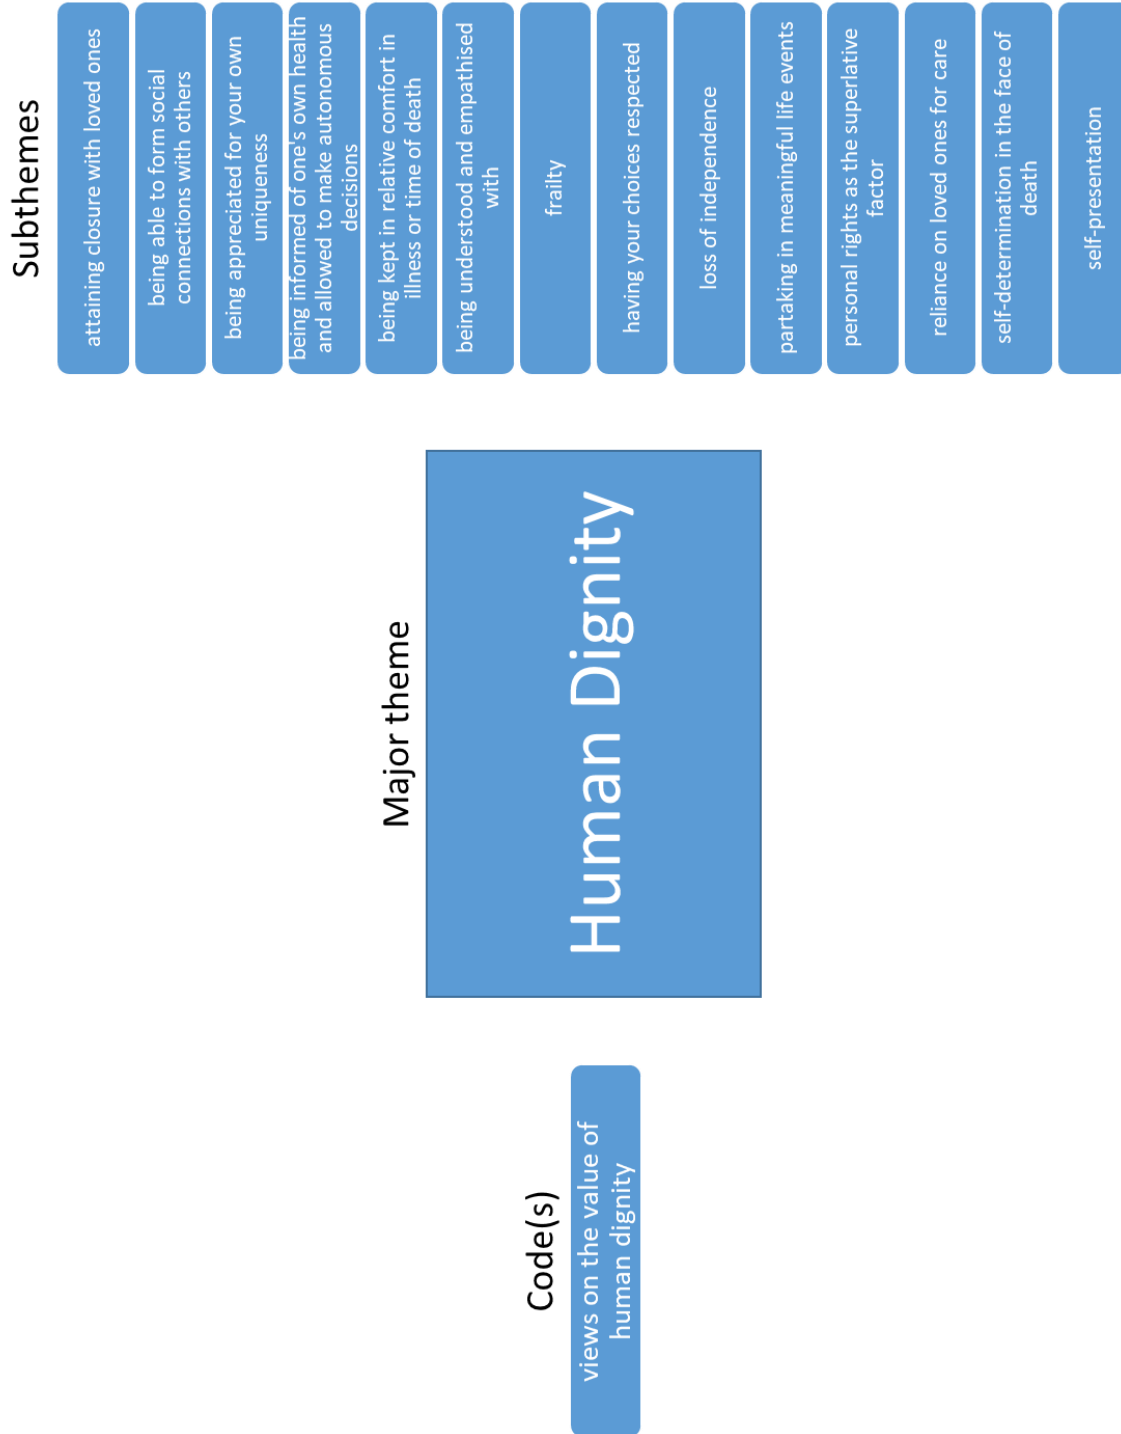 Code(s)
views on the value of
human dignity
Major theme
Human Dignity
Subthemes
attaining closure with loved ones
being able to form social
connections with others
being appreciated for your own
uniqueness
being informed of one's own health
and allowed to make autonomous
decisions
being kept in relative comfort in
illness or time of death
being understood and empathised
with
frailty
having your choices respected
loss of independence
partaking in meaningful life events
personal rights as the superlative
factor
reliance on loved ones for care
self-determination in the face of
death
self-presentation